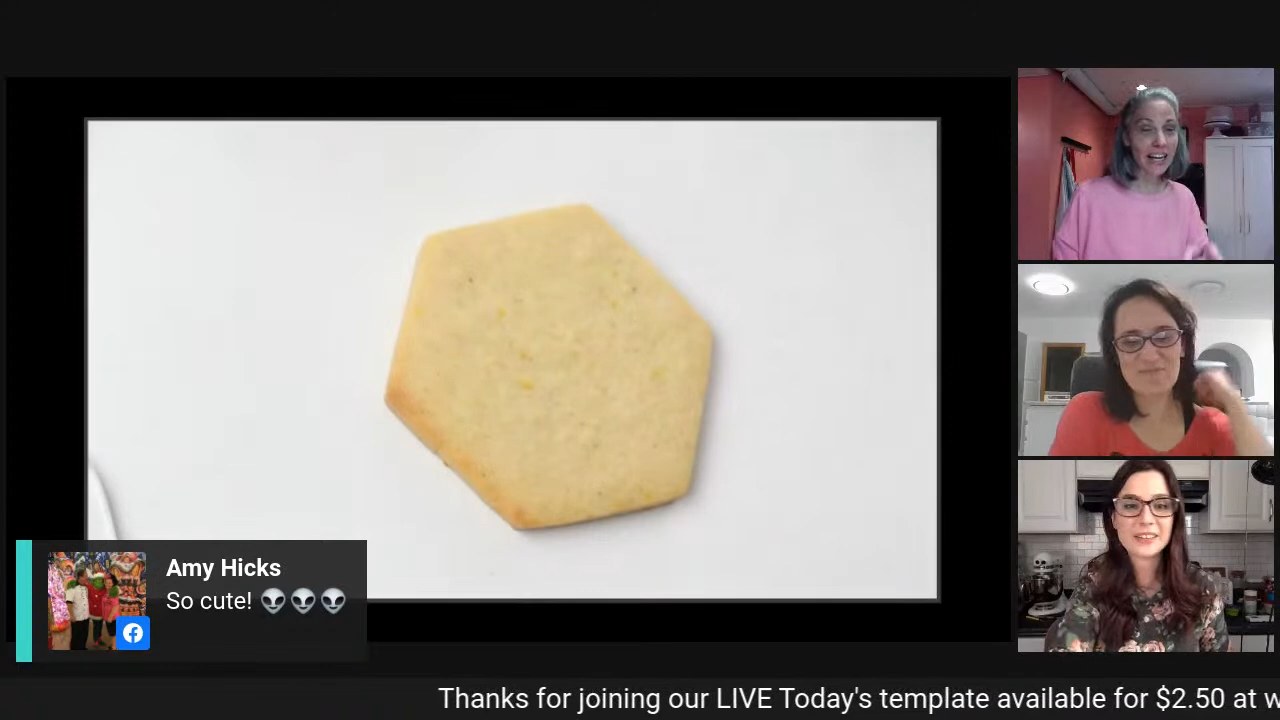 Amy Hicks
So cute! 👽👽👽
Thanks for joining our LIVE Today's template available for $2.50 at w